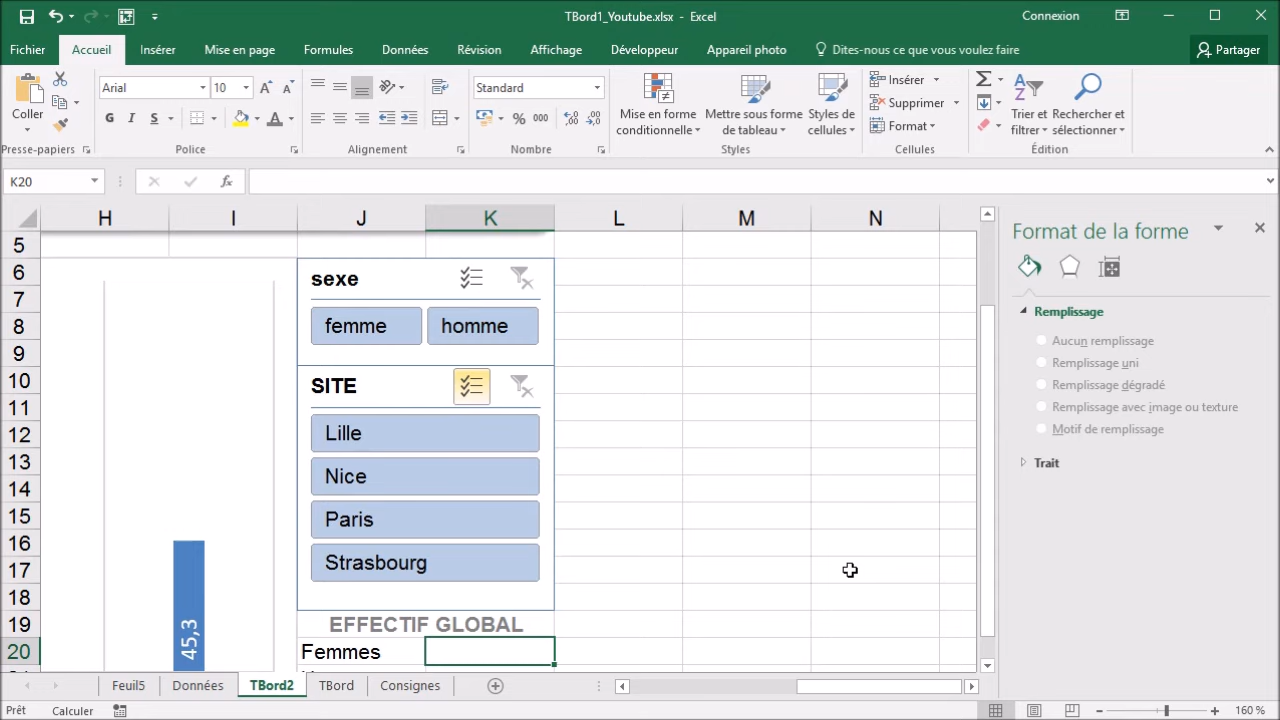 TBord1_Youtube.xlsx - Excel
Connexion
Fichier Accueil Insérer Mise en page Formules Données Révision Affichage Développeur Appareil photo Dites-nous ce que vous voulez faire Partager
Coller
Presse-papiers
Arial 10
G I S
Police
Alignement
Standard
% 000
Nombre
Mise en forme conditionnelle
Mettre sous forme de tableau
Styles de cellules
Styles
Insérer
Supprimer
Format
Cellules
Trier et filtrer
Rechercher et sélectionner
Édition
K20
fx
H I J K L M N
5
6
7
8
9
10
11
12
13
14
15
16
17
18
19
20
sexe
femme homme
SITE
Lille
Nice
Paris
Strasbourg
45,3
EFFECTIF GLOBAL
Femmes
Format de la forme
Remplissage
Aucun remplissage
Remplissage uni
Remplissage dégradé
Remplissage avec image ou texture
Motif de remplissage
Trait
Feuil5 Données TBord2 TBord Consignes
Prêt Calculer 160 %